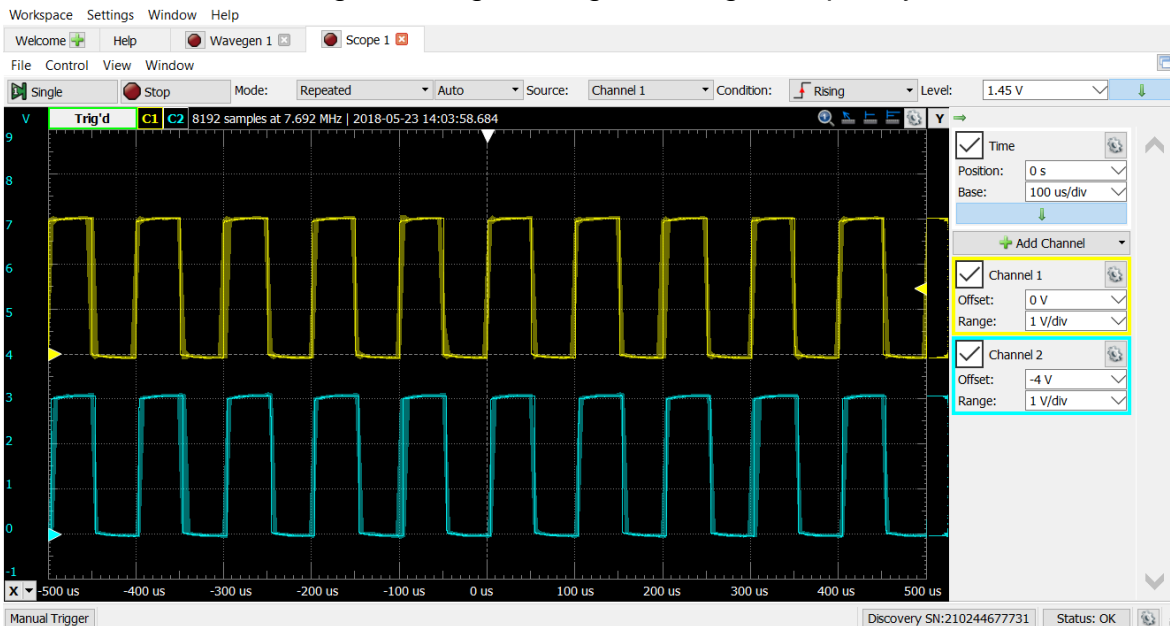 Workspace Settings Window Help
Welcome Help Wavegen 1 Scope 1
File Control View Window
Single Stop Mode: Repeated Auto Source: Channel 1 Condition: Rising Level: 1.45 V
V Trig'd C1 C2 8192 samples at 7.692 MHz | 2018-05-23 14:03:58.684 Y
9
8
7
6
5
4
3
2
1
0
-1
X -500 us -400 us -300 us -200 us -100 us 0 us 100 us 200 us 300 us 400 us 500 us
Time
Position: 0 s
Base: 100 us/div
Add Channel
Channel 1
Offset: 0 V
Range: 1 V/div
Channel 2
Offset: -4 V
Range: 1 V/div
Manual Trigger Discovery SN:210244677731 Status: OK